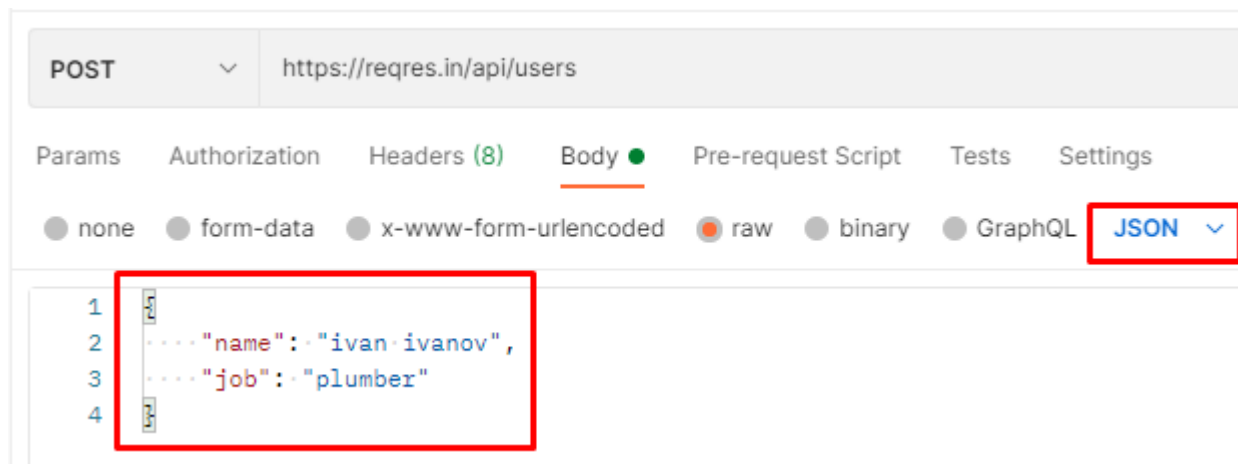 POST https://reqres.in/api/users
Params Authorization Headers (8) Body Pre-request Script Tests Settings
none form-data x-www-form-urlencoded raw binary GraphQL JSON
1 {
2 "name": "ivan ivanov",
3 "job": "plumber"
4 }